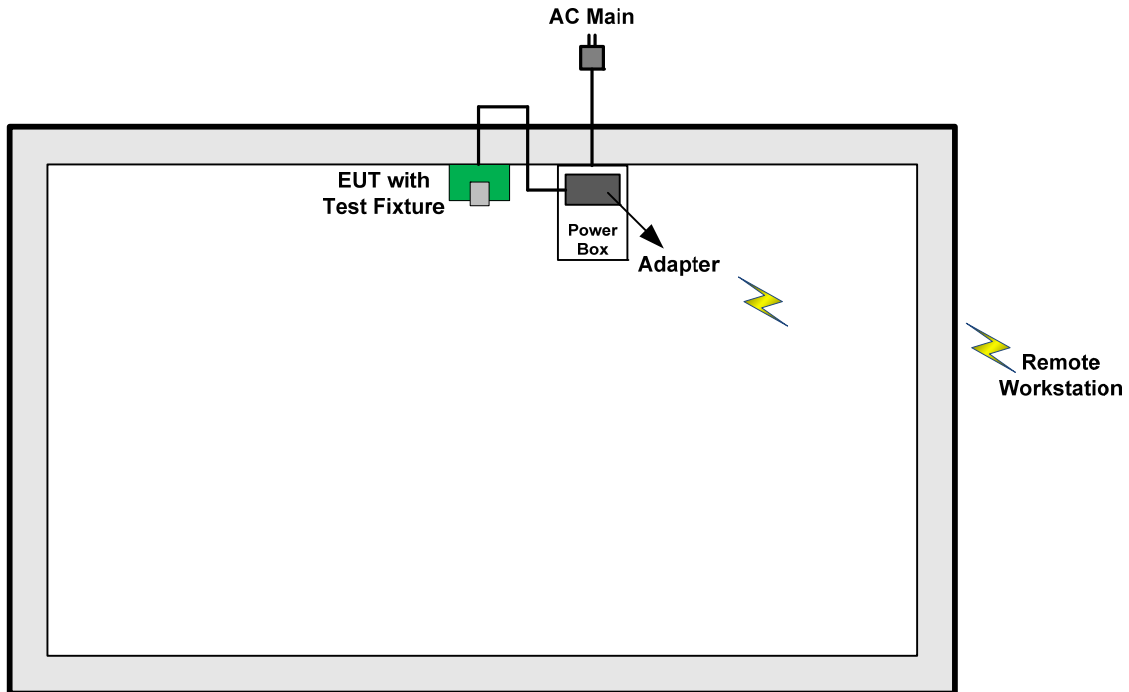 AC Main
EUT with
Test Fixture
Power
Box
Adapter
Remote
Workstation